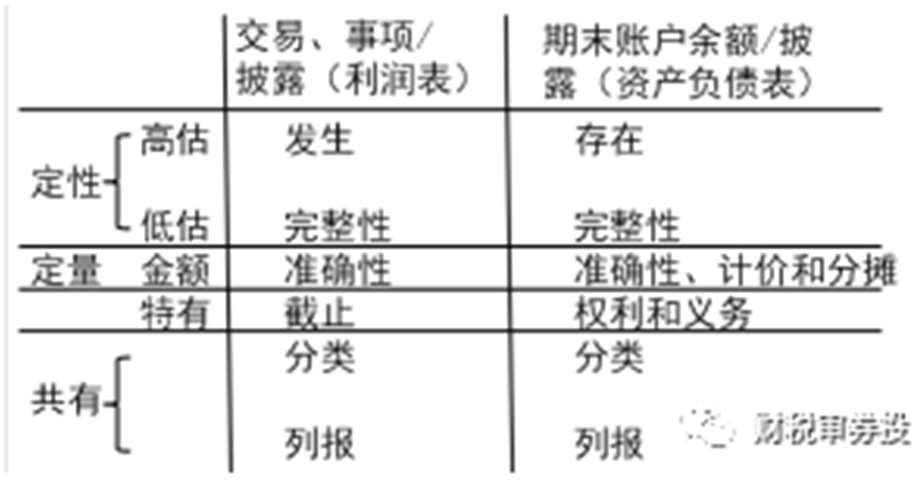 交易、事项/ 期末账户余额/披
披露（利润表） 露（资产负债表）
高估 发生 存在
定性
低估 完整性 完整性
定量 金额 准确性 准确性、计价和分摊
特有 截止 权利和义务
分类 分类
共有
列报 列报
财税审券投